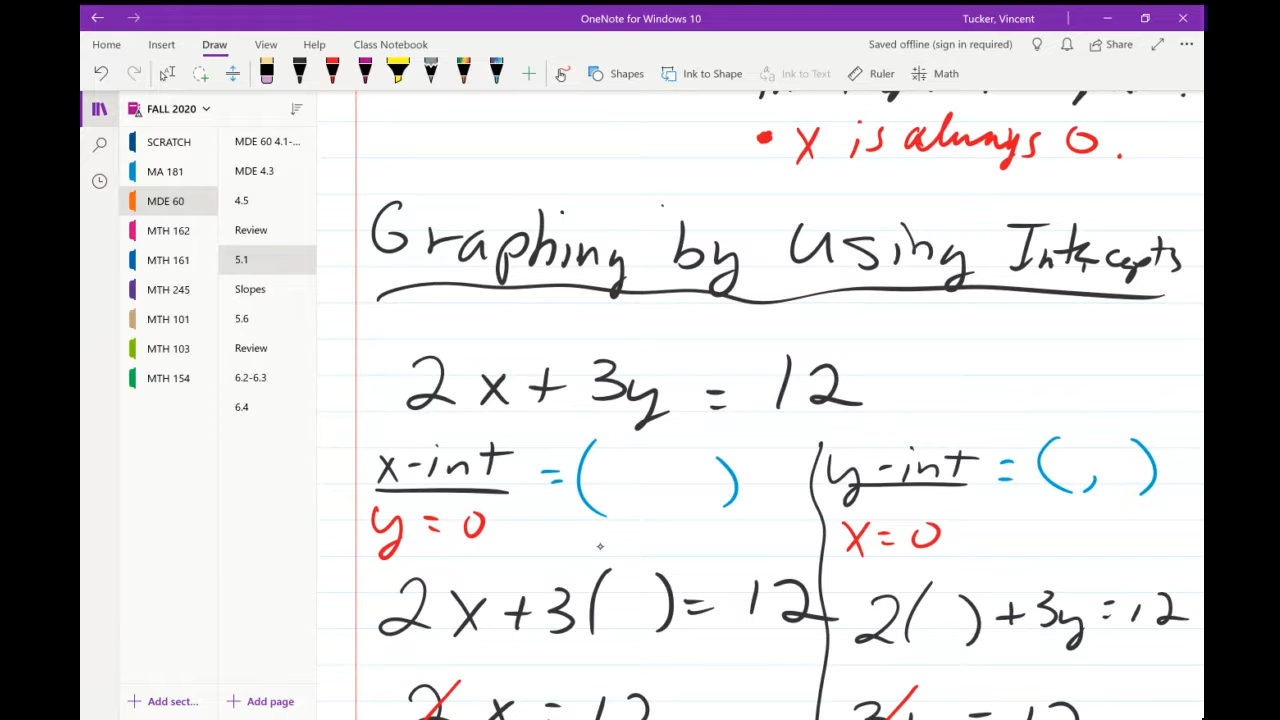 OneNote for Windows 10
Tucker, Vincent
Home Insert Draw View Help Class Notebook
Saved offline (sign in required)
Share
Shapes
Ink to Shape
Ink to Text
Ruler
Math
FALL 2020
SCRATCH
MA 181
MDE 60
MTH 162
MTH 161
MTH 245
MTH 101
MTH 103
MTH 154
MDE 60 4.1-...
MDE 4.3
4.5
Review
5.1
Slopes
5.6
Review
6.2-6.3
6.4
Add sect...
Add page
• x is always 0.
Graphing by Using Intercepts
2x + 3y = 12
x-int = ( )
y = 0
2x + 3( ) = 12
2x = 12
y-int = ( , )
x = 0
2( ) + 3y = 12
3y = 12